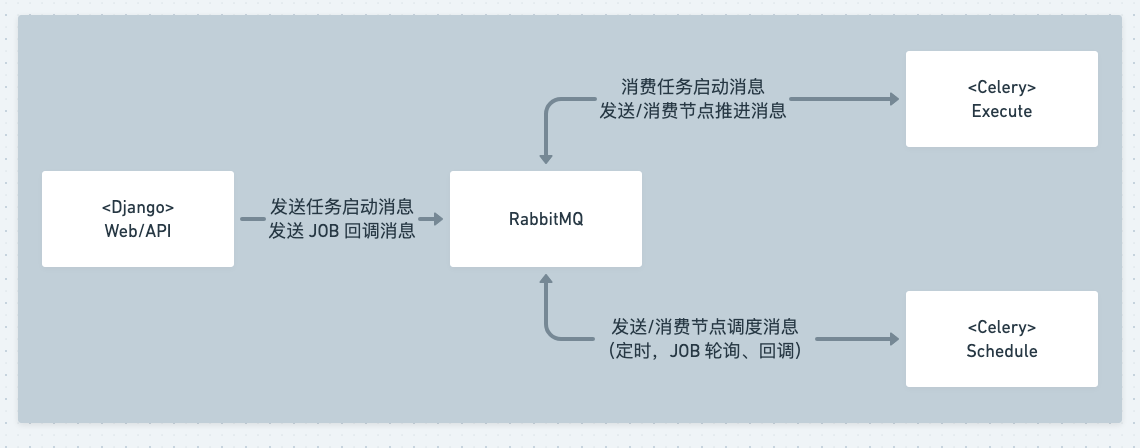 消费任务启动消息
发送/消费节点推进消息
<Celery>
Execute
<Django>
Web/API
发送任务启动消息
发送 JOB 回调消息
RabbitMQ
发送/消费节点调度消息
（定时，JOB 轮询、回调）
<Celery>
Schedule